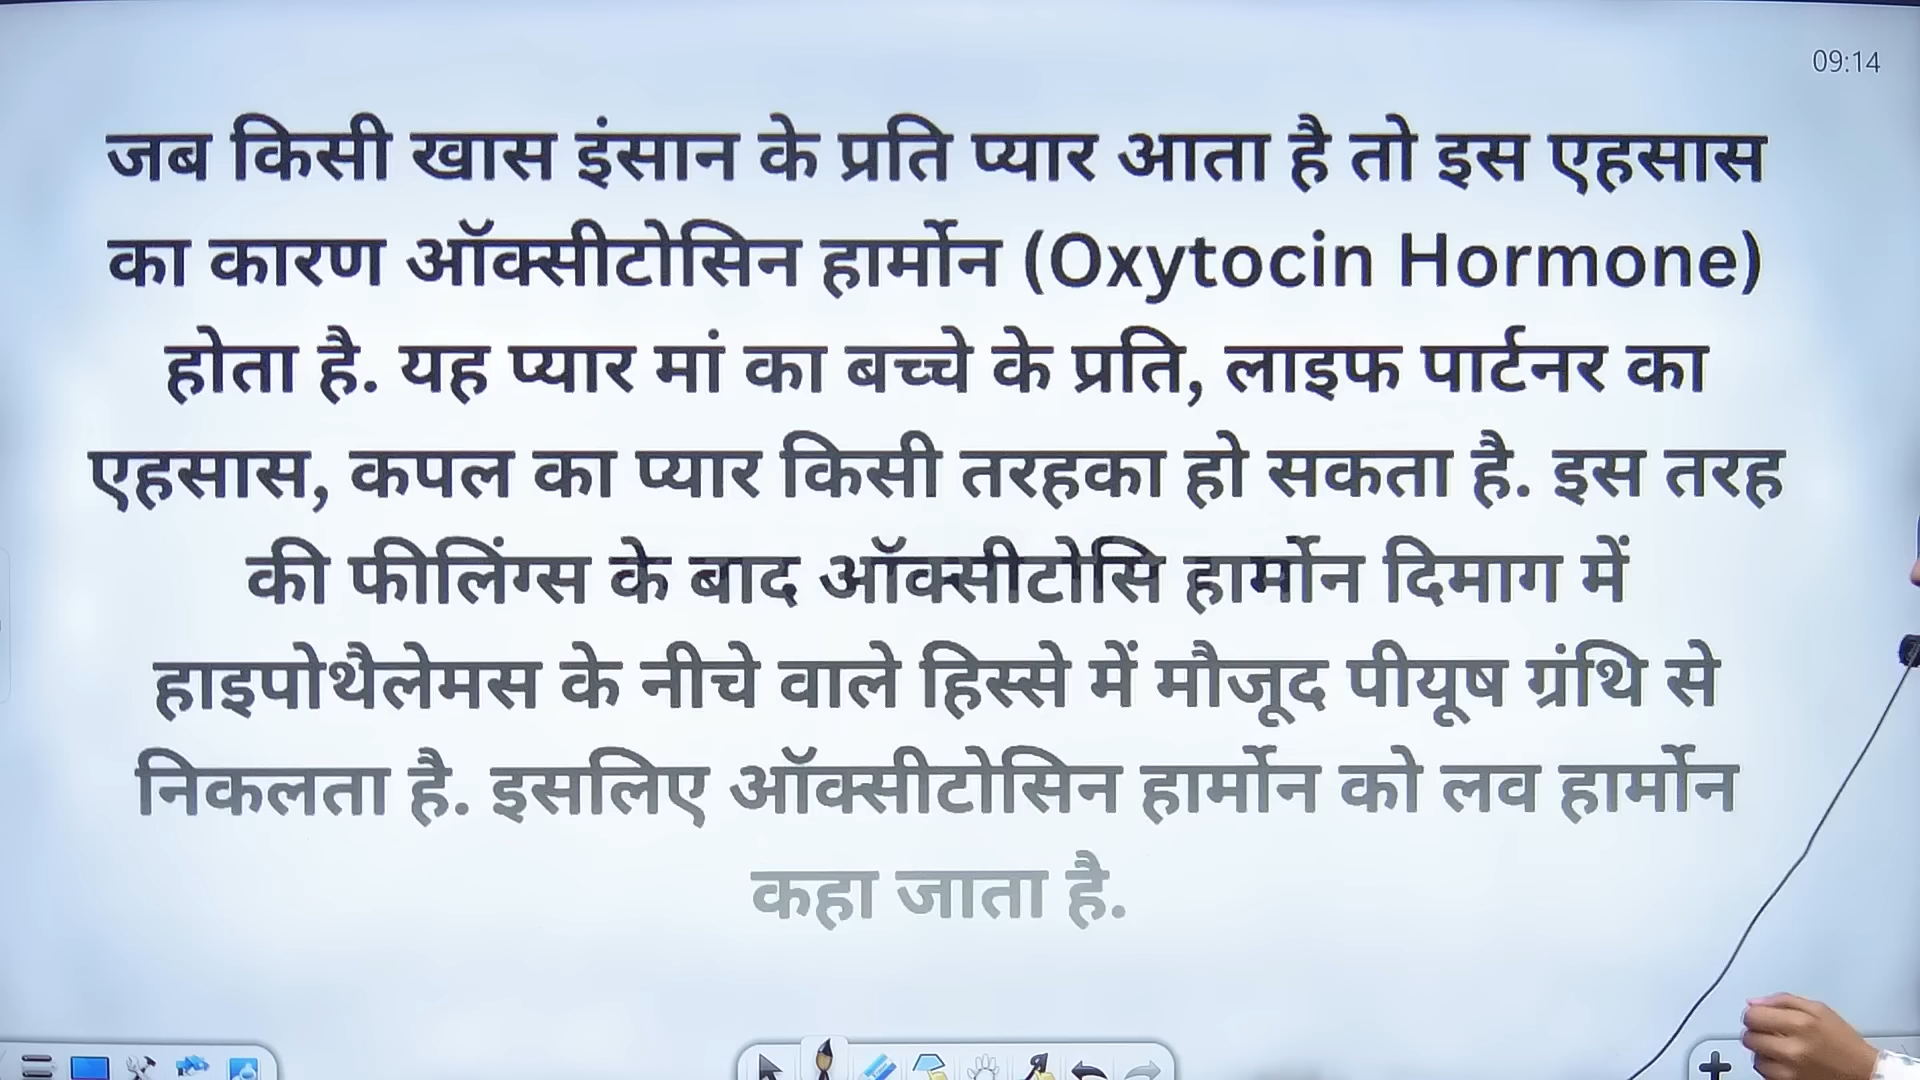 09:14
जब किसी खास इंसान के प्रति प्यार आता है तो इस एहसास
का कारण ऑक्सीटोसिन हार्मोन (Oxytocin Hormone)
होता है. यह प्यार मां का बच्चे के प्रति, लाइफ पार्टनर का
एहसास, कपल का प्यार किसी तरहका हो सकता है. इस तरह
की फीलिंग्स के बाद ऑक्सीटोसि हार्मोन दिमाग में
हाइपोथैलेमस के नीचे वाले हिस्से में मौजूद पीयूष ग्रंथि से
निकलता है. इसलिए ऑक्सीटोसिन हार्मोन को लव हार्मोन
कहा जाता है.